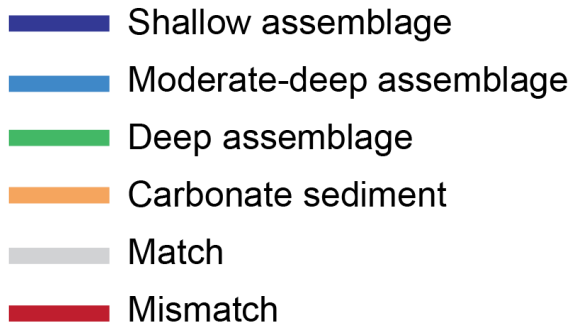 Shallow assemblage
Moderate-deep assemblage
Deep assemblage
Carbonate sediment
Match
Mismatch